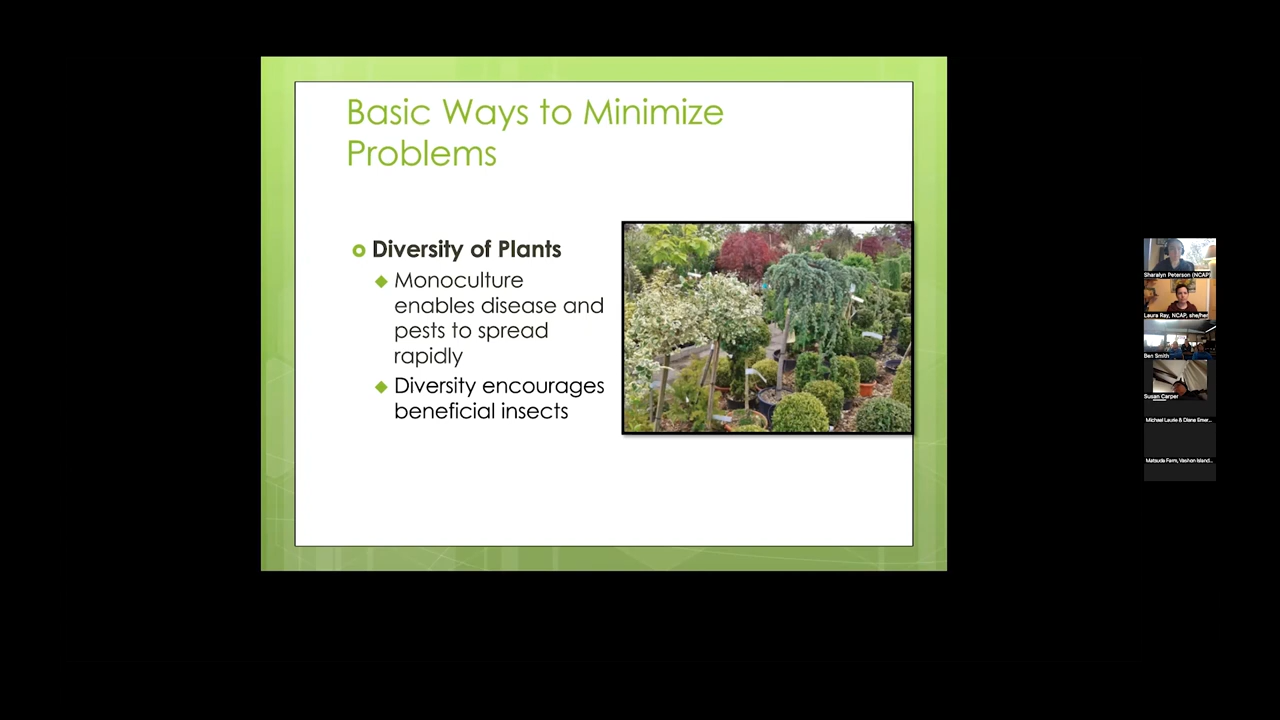 Basic Ways to Minimize
Problems
Diversity of Plants
Monoculture
enables disease and
pests to spread
rapidly
Diversity encourages
beneficial insects
Sharalyn Peterson (NCAP)
Laura Ray, NCAP, she/her
Ben Smith
Susan Carper
Michael Laurie & Diane Emer...
Matsuda Farm, Vashon Island...